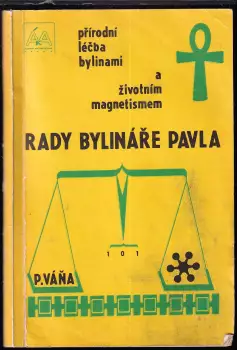 přírodní
léčba
bylinami
a
životním
magnetismem
RADY BYLINÁŘE PAVLA
101
P.VÁŇA